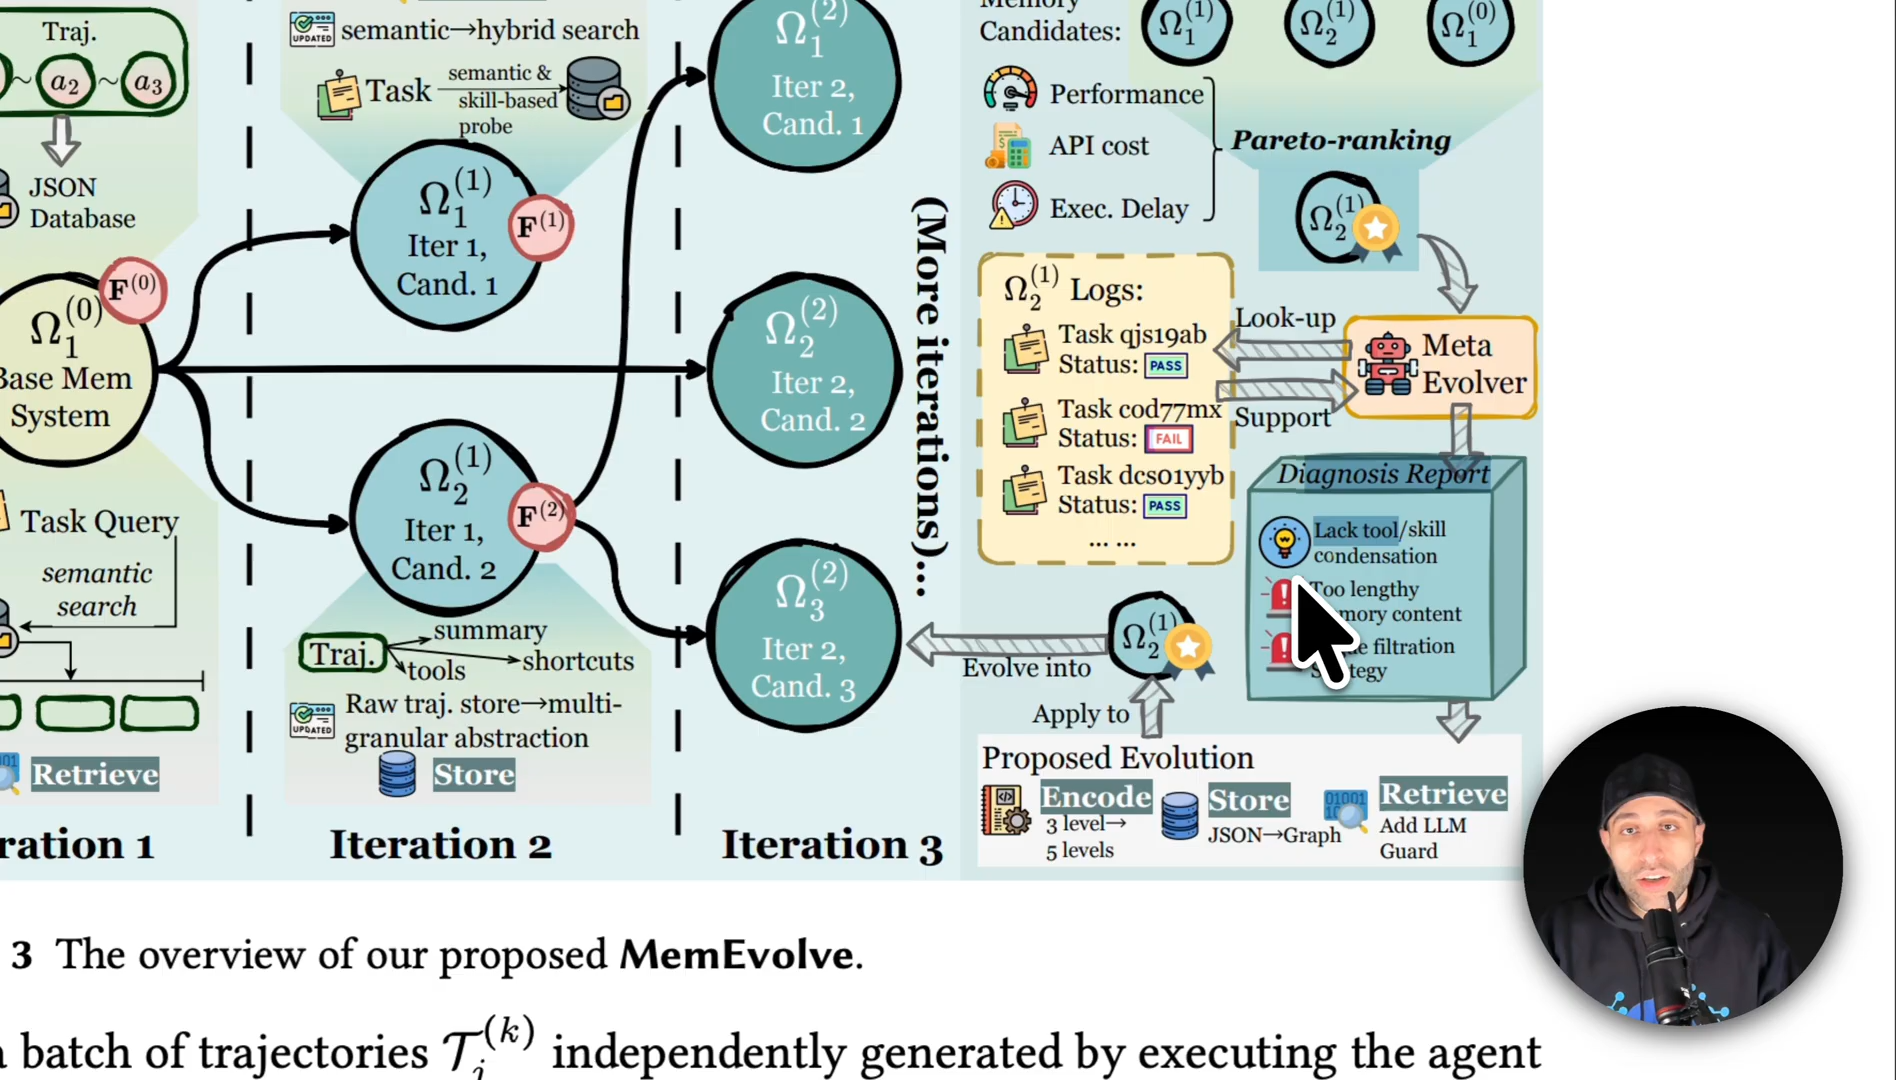 Traj.
a2 ~ a3
JSON
Database
F(0)
Ω1(0)
Base Mem
System
Task Query
semantic
search
Retrieve
semantic→hybrid search
UPDATED
Task
semantic &
skill-based
probe
Ω1(1)
F(1)
Iter 1,
Cand. 1
Ω2(1)
F(2)
Iter 1,
Cand. 2
Traj.
summary
shortcuts
tools
UPDATED
Raw traj. store→multi-
granular abstraction
Store
Iteration 2
Ω1(2)
Iter 2,
Cand. 1
Ω2(2)
Iter 2,
Cand. 2
Ω3(2)
Iter 2,
Cand. 3
Iteration 3
(More iterations)...
Candidates:
Ω1(1)
Ω2(1)
Ω1(0)
Performance
API cost
Exec. Delay
Pareto-ranking
Ω2(1)
Ω2(1) Logs:
Task qjs19ab
Status: PASS
Task cod77mx
Status: FAIL
Task dcs01yyb
Status: PASS
... ...
Look-up
Support
Meta
Evolver
Diagnosis Report
Lack tool/skill
condensation
Too lengthy
memory content
filtration
Evolve into
Ω2(1)
Apply to
Proposed Evolution
Encode
3 level→
5 levels
Store
JSON→Graph
Retrieve
Add LLM
Guard
3 The overview of our proposed MemEvolve.
a batch of trajectories 𝒯j(k) independently generated by executing the agent